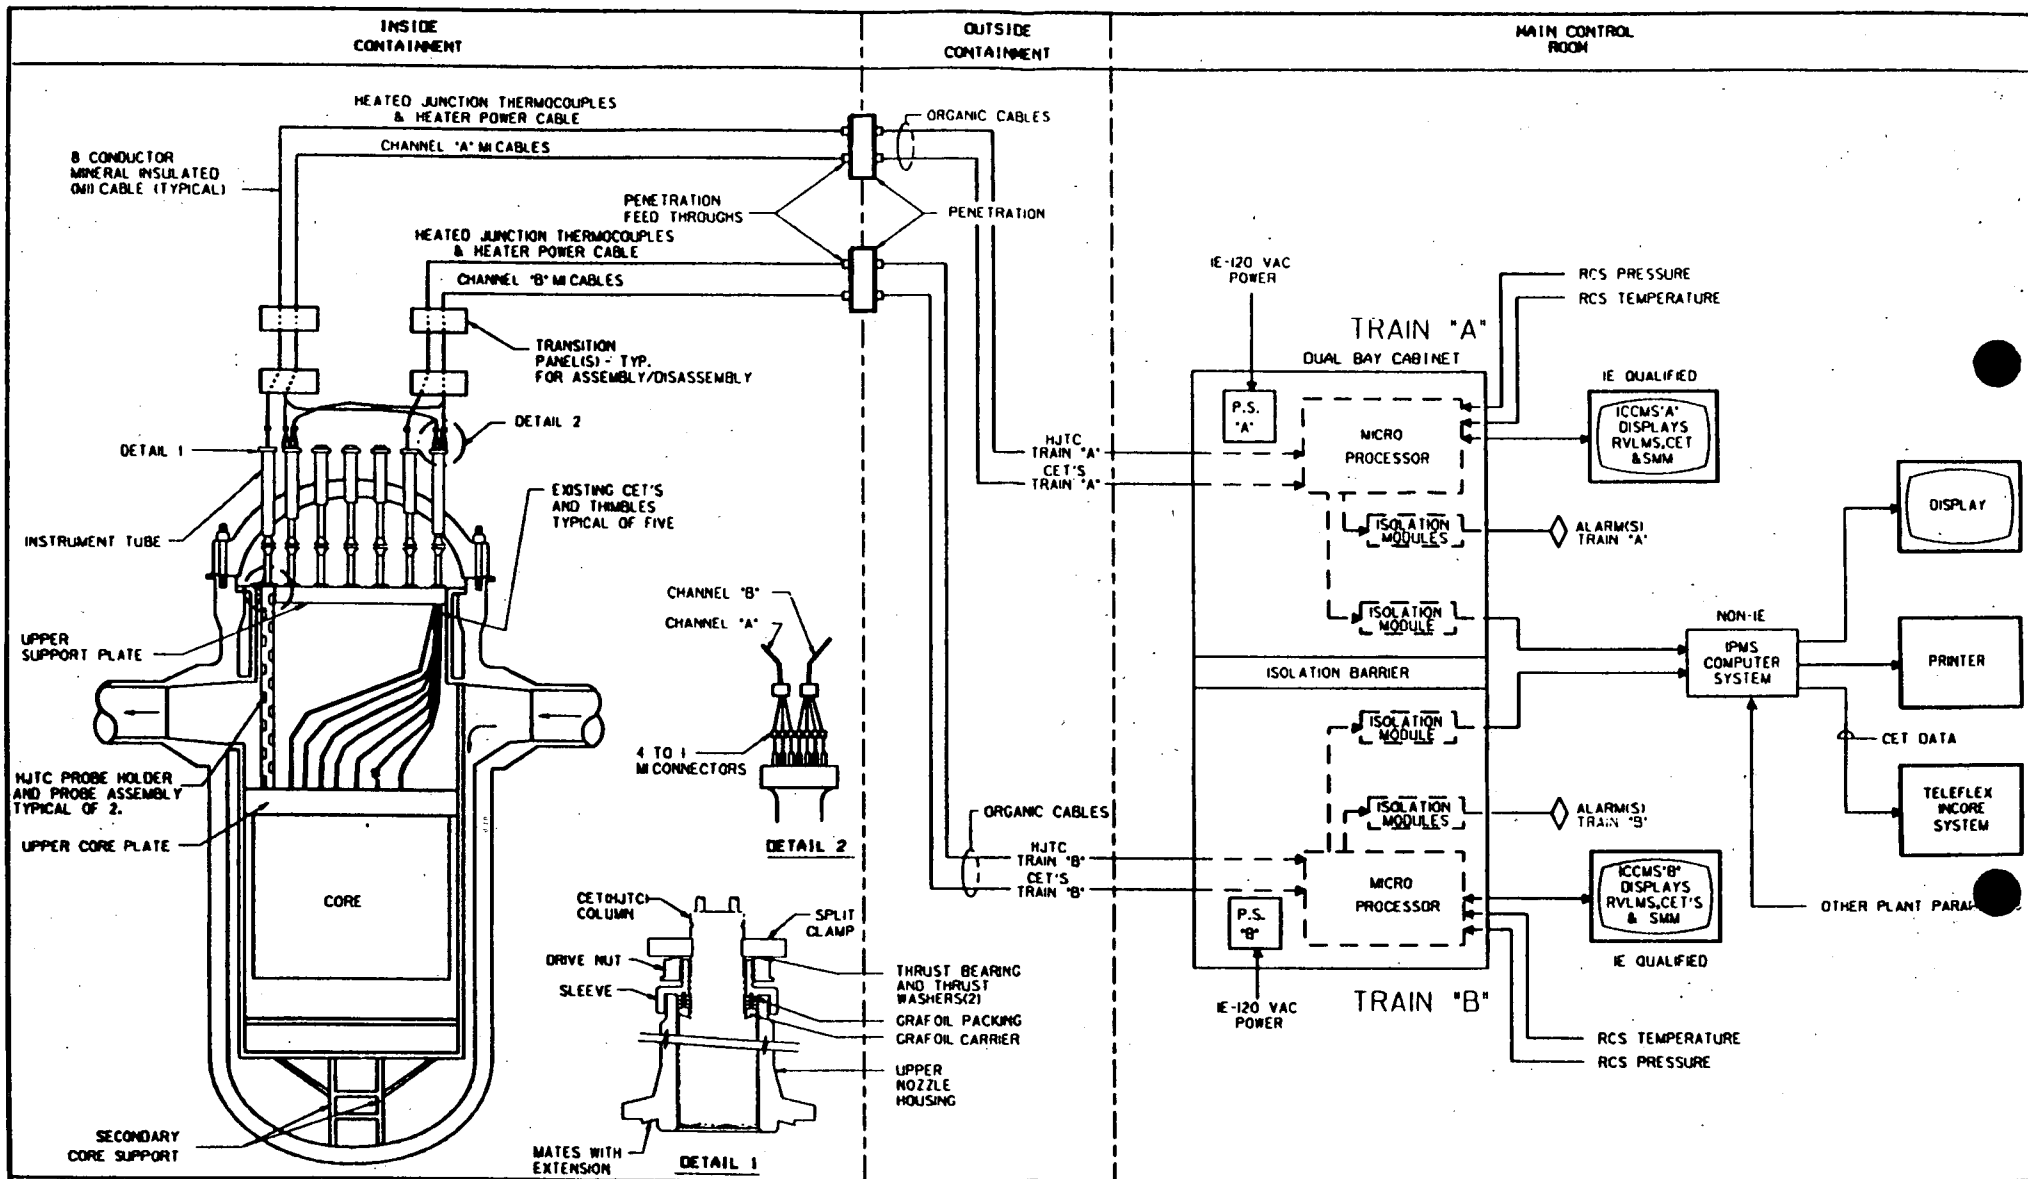 INSIDE
CONTAINMENT
OUTSIDE
CONTAINMENT
MAIN CONTROL
ROOM
HEATED JUNCTION THERMOCOUPLES
& HEATER POWER CABLE
CHANNEL "A" MI CABLES
8 CONDUCTOR
MINERAL INSULATED
(MI) CABLE (TYPICAL)
ORGANIC CABLES
PENETRATION
FEED THROUGHS
PENETRATION
HEATED JUNCTION THERMOCOUPLES
& HEATER POWER CABLE
CHANNEL "B" MI CABLES
TRANSITION
PANEL(S) - TYP.
FOR ASSEMBLY/DISASSEMBLY
DETAIL 1
DETAIL 2
INSTRUMENT TUBE
EXISTING CET'S
AND THIMBLES
TYPICAL OF FIVE
UPPER
SUPPORT PLATE
HJTC PROBE HOLDER
AND PROBE ASSEMBLY
TYPICAL OF 2.
UPPER CORE PLATE
CORE
SECONDARY
CORE SUPPORT
CHANNEL "B"
CHANNEL "A"
4 TO 1
MI CONNECTORS
DETAIL 2
CET(HJTC)
COLUMN
SPLIT
CLAMP
DRIVE NUT
SLEEVE
THRUST BEARING
AND THRUST
WASHERS(2)
GRAFOIL PACKING
GRAFOIL CARRIER
UPPER
NOZZLE
HOUSING
MATES WITH
EXTENSION
DETAIL 1
HJTC
TRAIN "A"
CET'S
TRAIN "A"
ORGANIC CABLES
HJTC
TRAIN "B"
CET'S
TRAIN "B"
IE-120 VAC
POWER
RCS PRESSURE
RCS TEMPERATURE
TRAIN "A"
DUAL BAY CABINET
P.S.
"A"
MICRO
PROCESSOR
IE QUALIFIED
ICCMS"A"
DISPLAYS
RVLMS,CET
& SMM
ISOLATION
MODULES
ALARM(S)
TRAIN "A"
ISOLATION
MODULE
ISOLATION BARRIER
ISOLATION
MODULE
ISOLATION
MODULES
ALARM(S)
TRAIN "B"
MICRO
PROCESSOR
P.S.
"B"
ICCMS"B"
DISPLAYS
RVLMS,CET'S
& SMM
IE QUALIFIED
IE-120 VAC
POWER
TRAIN "B"
RCS TEMPERATURE
RCS PRESSURE
NON-IE
IPMS
COMPUTER
SYSTEM
DISPLAY
PRINTER
CET DATA
TELEFLEX
INCORE
SYSTEM
OTHER PLANT